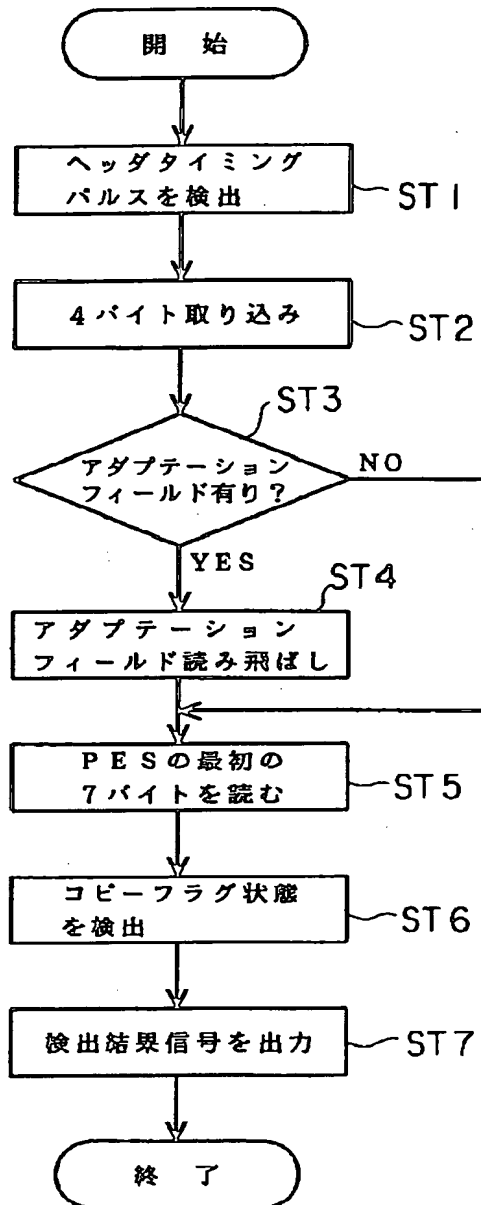 開始
ヘッダタイミング
パルスを検出
ST1
4バイト取り込み
ST2
ST3
アダプテーション
フィールド有り?
NO
YES
ST4
アダプテーション
フィールド読み飛ばし
PESの最初の
7バイトを読む
ST5
コピーフラグ状態
を検出
ST6
検出結果信号を出力
ST7
終了